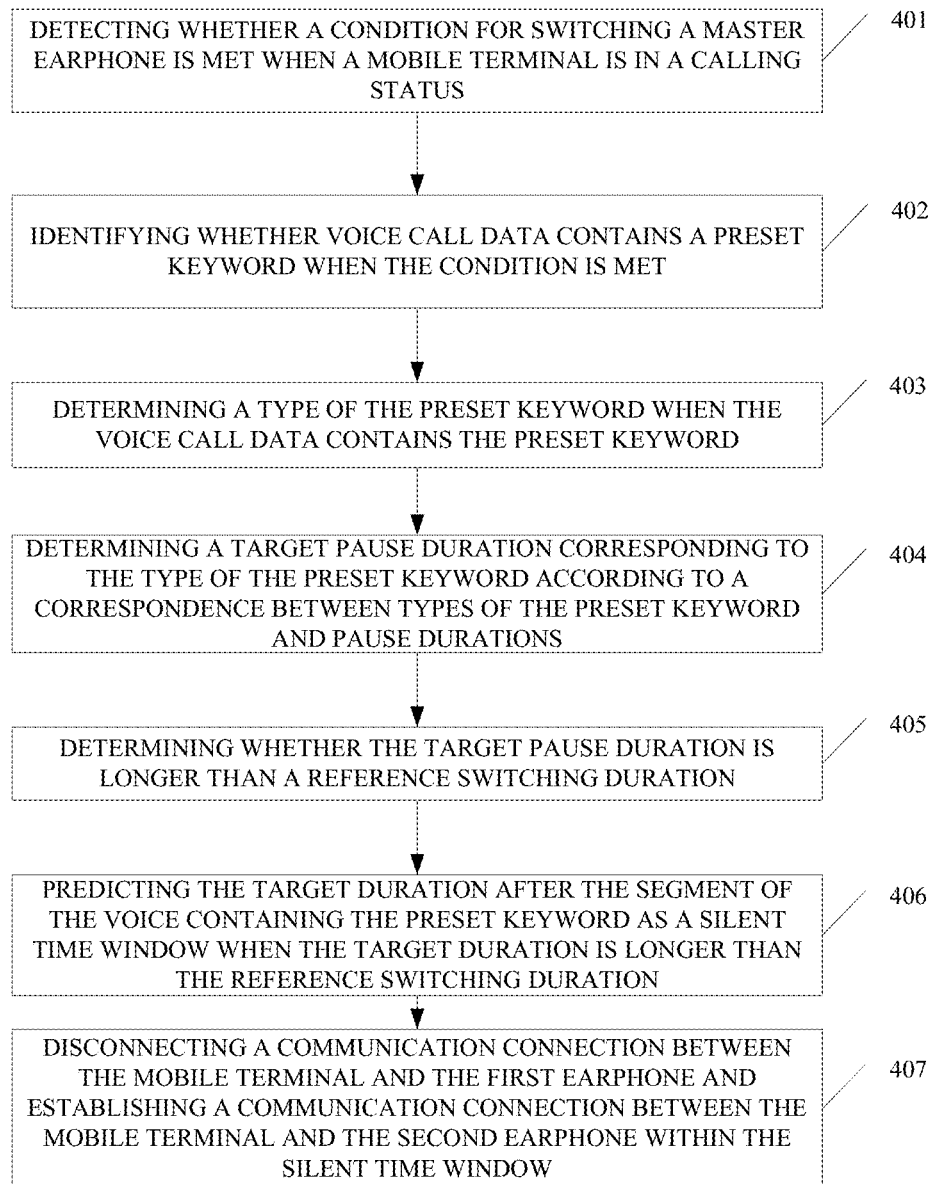 DETECTING WHETHER A CONDITION FOR SWITCHING A MASTER
EARPHONE IS MET WHEN A MOBILE TERMINAL IS IN A CALLING
STATUS
401
IDENTIFYING WHETHER VOICE CALL DATA CONTAINS A PRESET
KEYWORD WHEN THE CONDITION IS MET
402
DETERMINING A TYPE OF THE PRESET KEYWORD WHEN THE
VOICE CALL DATA CONTAINS THE PRESET KEYWORD
403
DETERMINING A TARGET PAUSE DURATION CORRESPONDING TO
THE TYPE OF THE PRESET KEYWORD ACCORDING TO A
CORRESPONDENCE BETWEEN TYPES OF THE PRESET KEYWORD
AND PAUSE DURATIONS
404
DETERMINING WHETHER THE TARGET PAUSE DURATION IS
LONGER THAN A REFERENCE SWITCHING DURATION
405
PREDICTING THE TARGET DURATION AFTER THE SEGMENT OF
THE VOICE CONTAINING THE PRESET KEYWORD AS A SILENT
TIME WINDOW WHEN THE TARGET DURATION IS LONGER THAN
THE REFERENCE SWITCHING DURATION
406
DISCONNECTING A COMMUNICATION CONNECTION BETWEEN
THE MOBILE TERMINAL AND THE FIRST EARPHONE AND
ESTABLISHING A COMMUNICATION CONNECTION BETWEEN THE
MOBILE TERMINAL AND THE SECOND EARPHONE WITHIN THE
SILENT TIME WINDOW
407